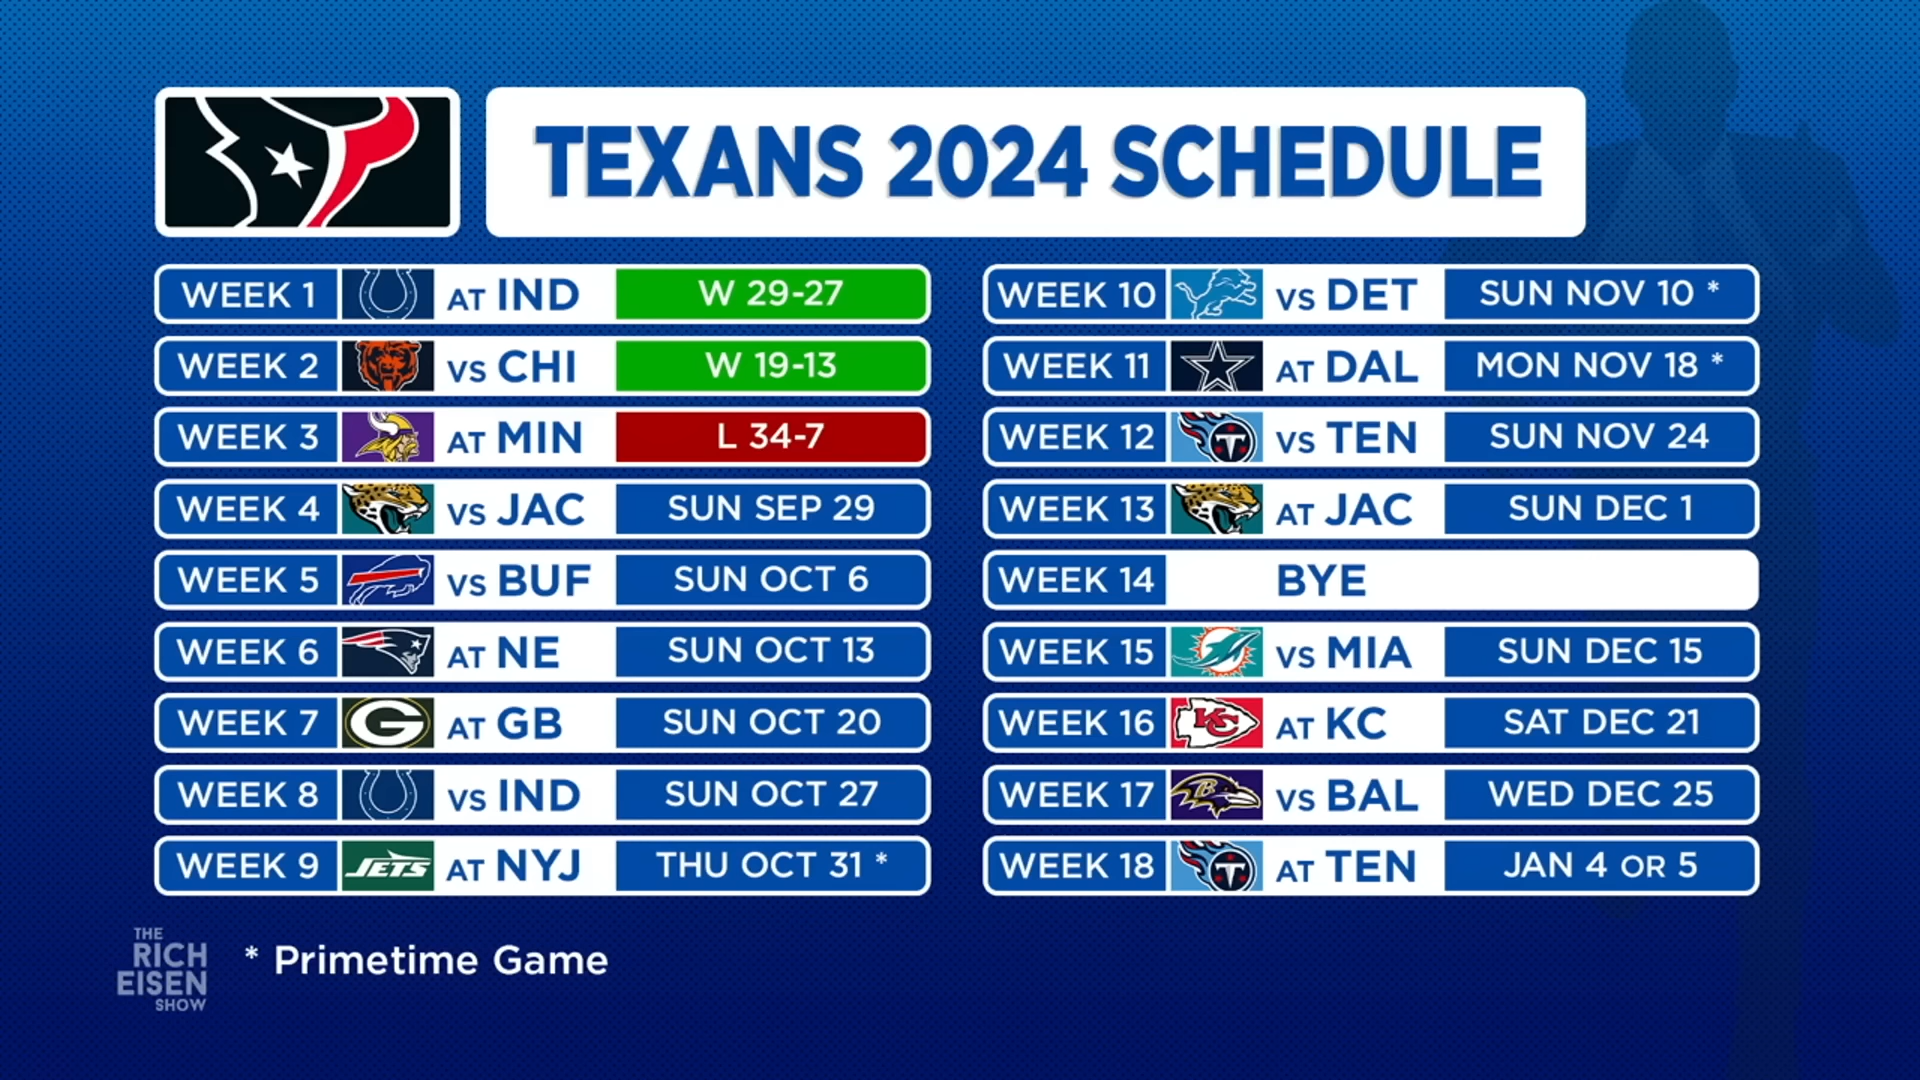 TEXANS 2024 SCHEDULE
WEEK 1 AT IND W 29-27
WEEK 2 VS CHI W 19-13
WEEK 3 AT MIN L 34-7
WEEK 4 VS JAC SUN SEP 29
WEEK 5 VS BUF SUN OCT 6
WEEK 6 AT NE SUN OCT 13
WEEK 7 G AT GB SUN OCT 20
WEEK 8 VS IND SUN OCT 27
WEEK 9 JETS AT NYJ THU OCT 31 *
WEEK 10 VS DET SUN NOV 10 *
WEEK 11 AT DAL MON NOV 18 *
WEEK 12 T VS TEN SUN NOV 24
WEEK 13 AT JAC SUN DEC 1
WEEK 14 BYE
WEEK 15 VS MIA SUN DEC 15
WEEK 16 KC AT KC SAT DEC 21
WEEK 17 B VS BAL WED DEC 25
WEEK 18 T AT TEN JAN 4 OR 5
THE
RICH
EISEN
SHOW
* Primetime Game